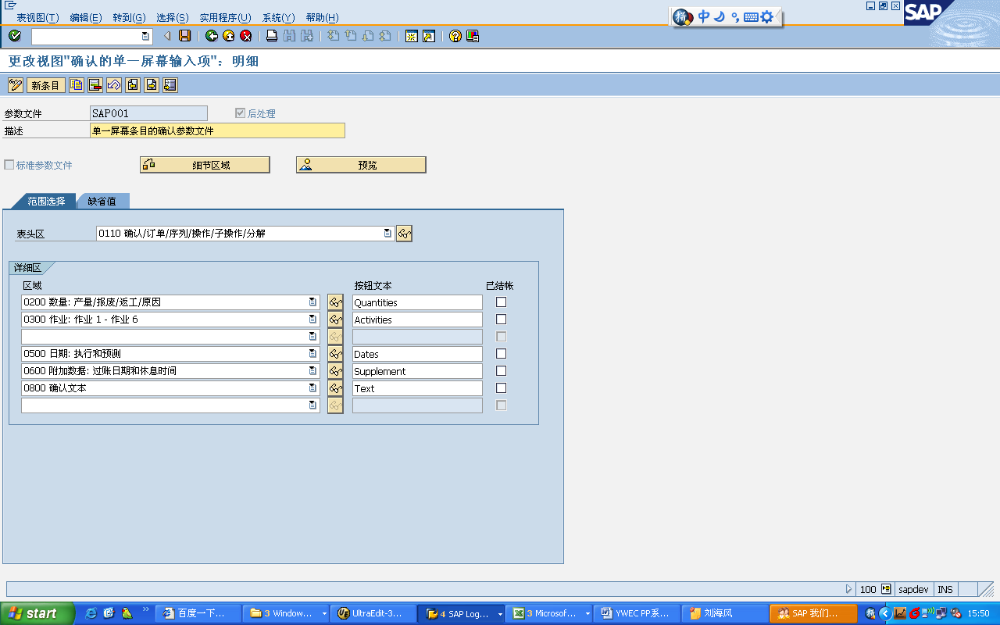 表视图(T) 编辑(E) 转到(G) 选择(S) 实用程序(U) 系统(Y) 帮助(H)
中
SAP
更改视图"确认的单一屏幕输入项": 明细
新条目
参数文件 SAP001 后处理
描述 单一屏幕条目的确认参数文件
标准参数文件 细节区域 预览
范围选择 缺省值
表头区 0110 确认/订单/序列/操作/子操作/分解
详细区
区域 按钮文本 已结帐
0200 数量: 产量/报废/返工/原因 Quantities
0300 作业: 作业 1 - 作业 6 Activities
0500 日期: 执行和预测 Dates
0600 附加数据: 过账日期和休息时间 Supplement
0800 确认文本 Text
100 sapdev INS
start 百度一下... 3 Window... UltraEdit-3... 4 SAP Log... 3 Microsof... YWEC PP系... 刘海风 SAP 我们... 15:50